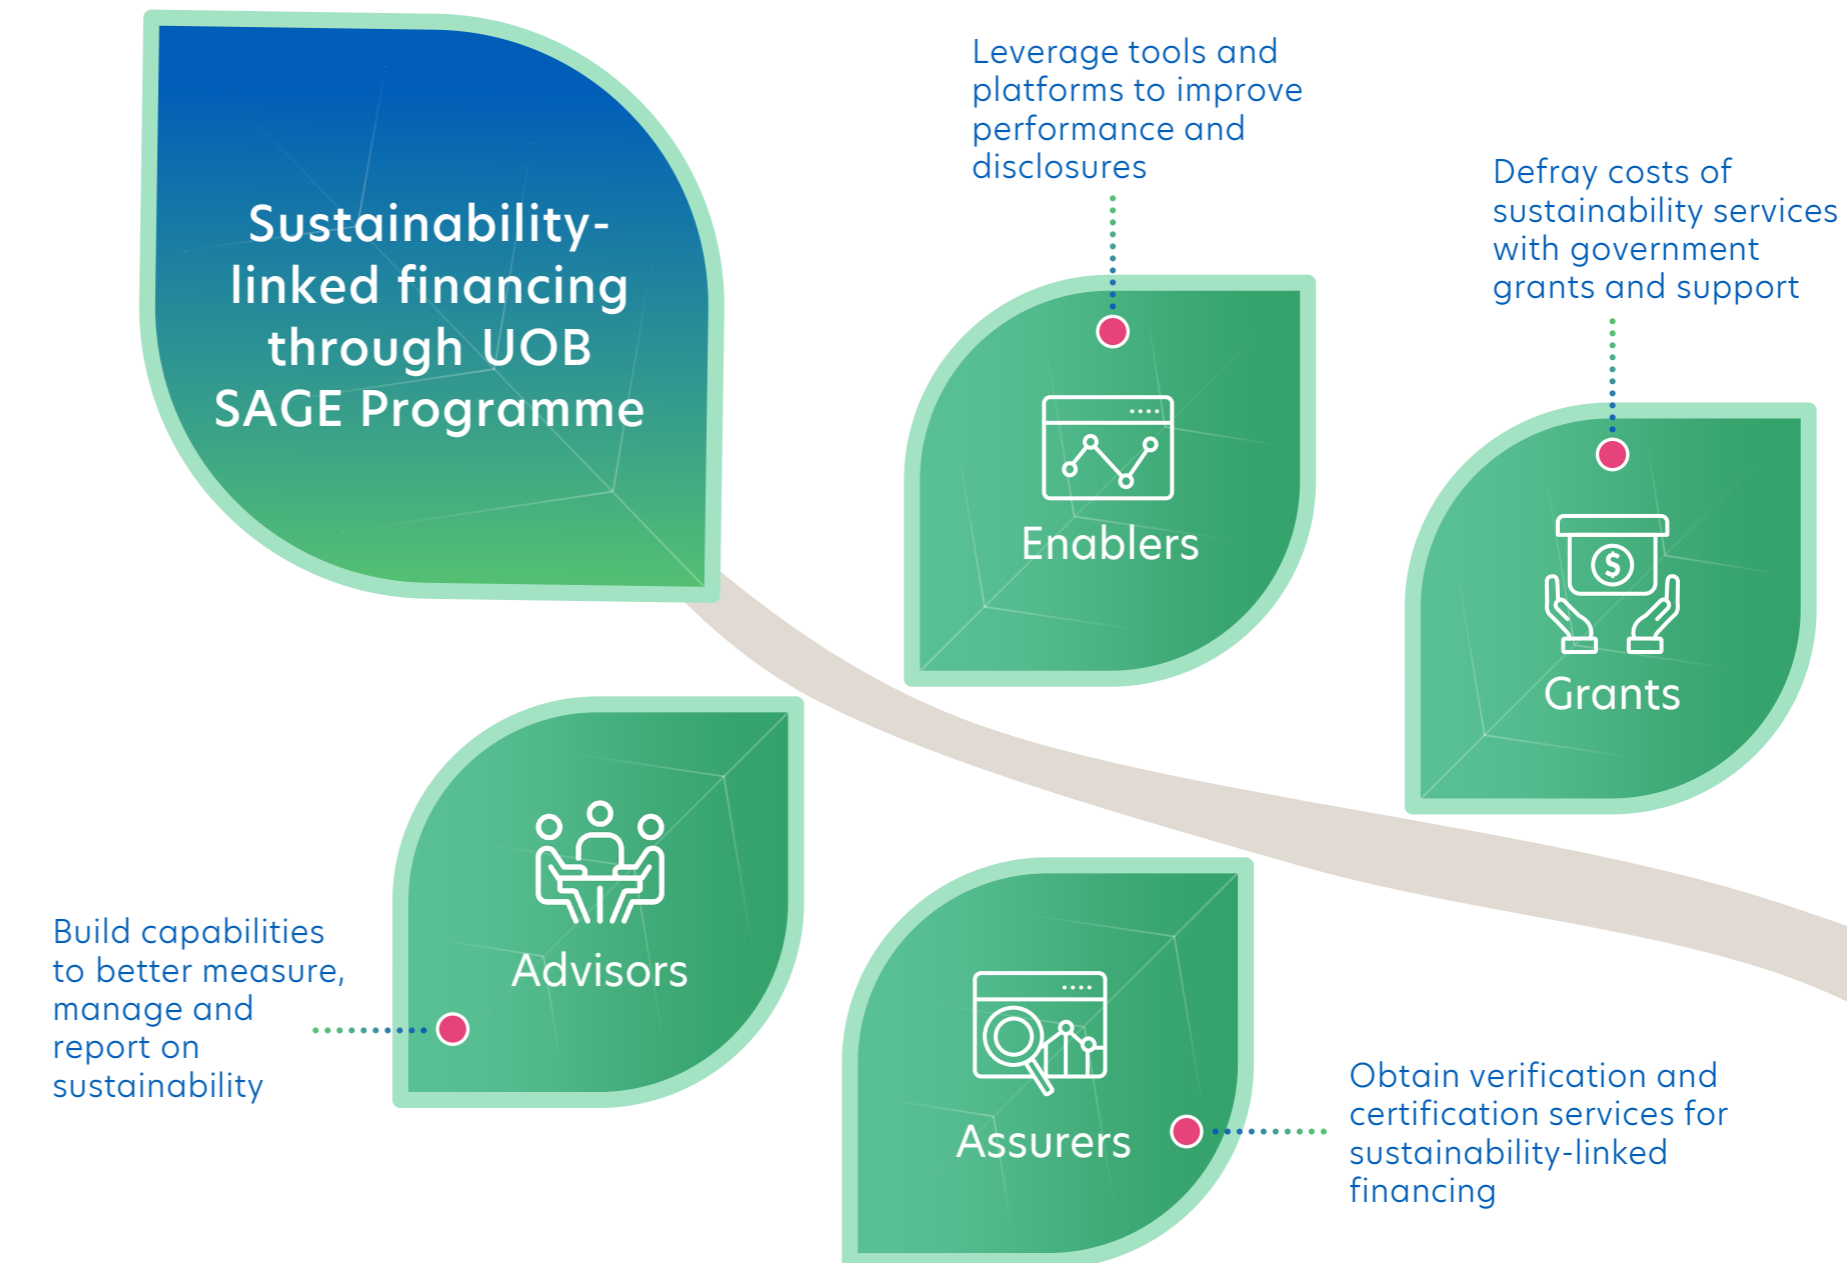 Sustainability-
linked financing
through UOB
SAGE Programme
Leverage tools and
platforms to improve
performance and
disclosures
Enablers
Defray costs of
sustainability services
with government
grants and support
$
Grants
Build capabilities
to better measure,
manage and
report on
sustainability
Advisors
Assurers
Obtain verification and
certification services for
sustainability-linked
financing